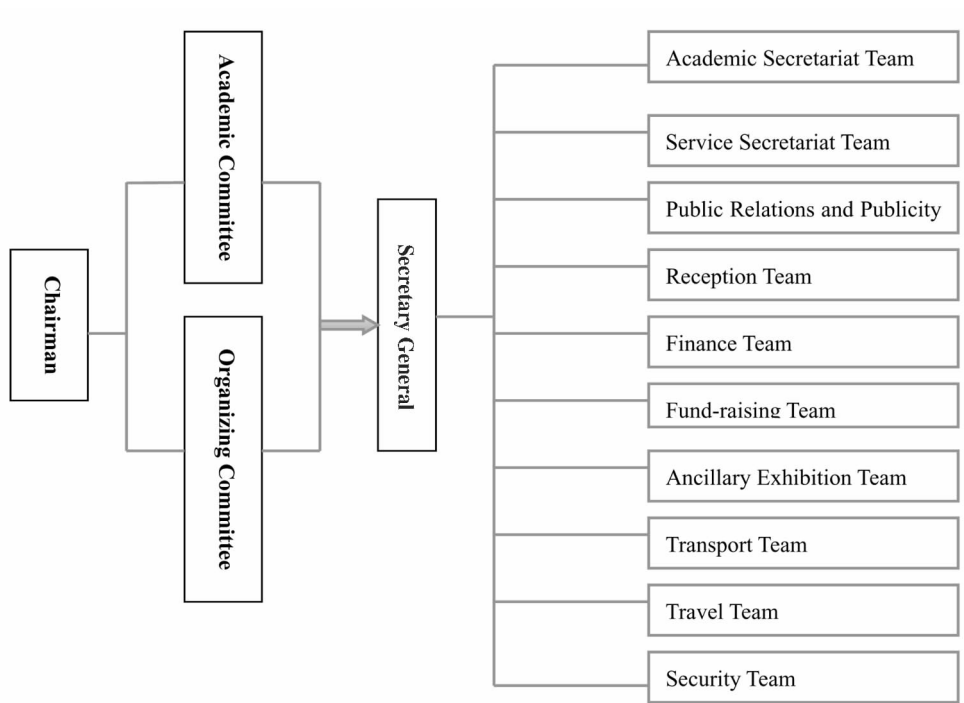 Chairman
Academic Committee
Organizing Committee
Secretary General
Academic Secretariat Team
Service Secretariat Team
Public Relations and Publicity
Reception Team
Finance Team
Fund-raising Team
Ancillary Exhibition Team
Transport Team
Travel Team
Security Team